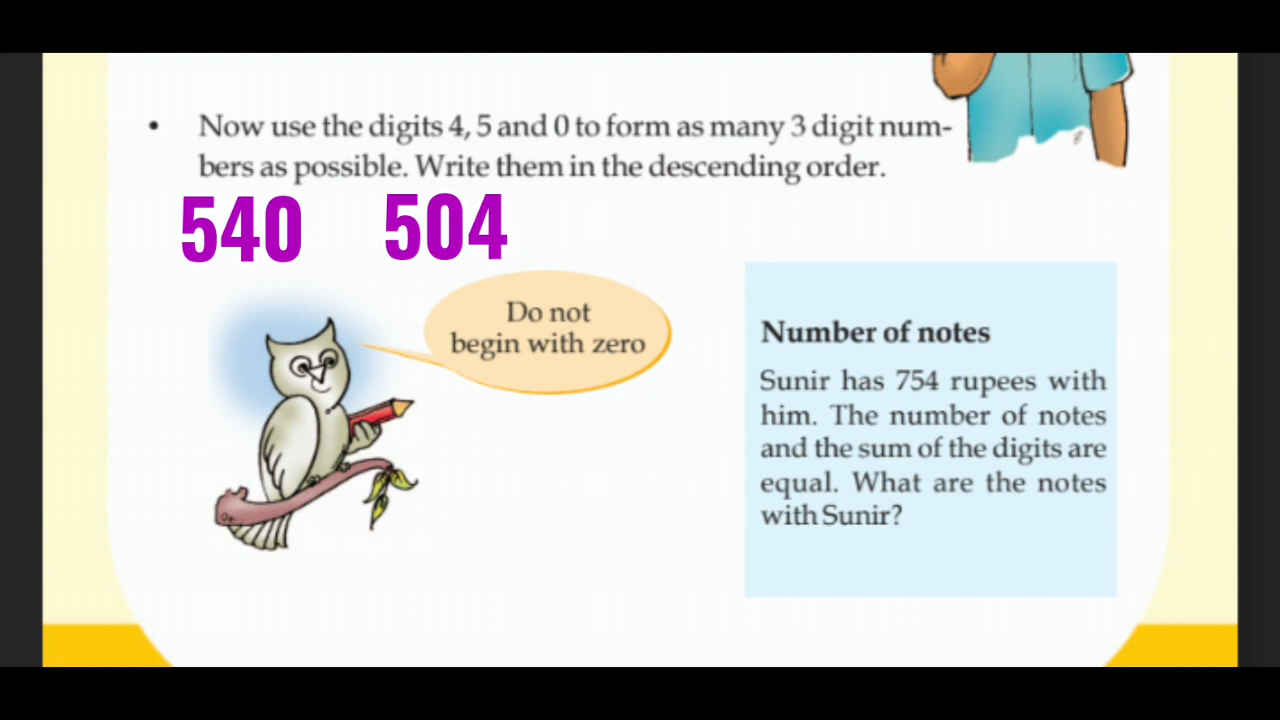 • Now use the digits 4, 5 and 0 to form as many 3 digit num-
bers as possible. Write them in the descending order.
540 504
Do not
begin with zero
Number of notes
Sunir has 754 rupees with
him. The number of notes
and the sum of the digits are
equal. What are the notes
with Sunir?